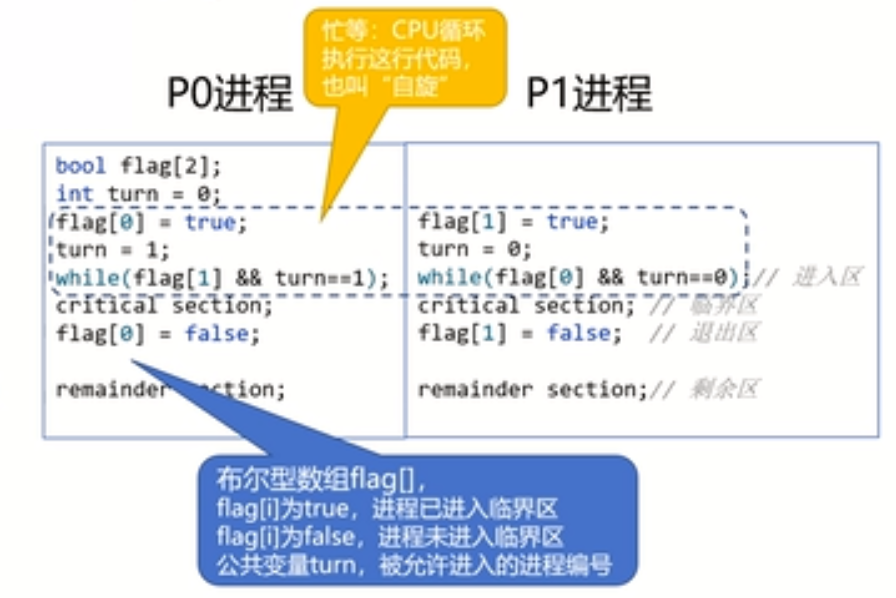 忙等：CPU循环
执行这行代码，
也叫“自旋”
P0进程
P1进程
bool flag[2];
int turn = 0;
flag[0] = true;
turn = 1;
while(flag[1] && turn==1);
critical section;
flag[0] = false;
remainder section;
flag[1] = true;
turn = 0;
while(flag[0] && turn==0);// 进入区
critical section; // 临界区
flag[1] = false; // 退出区
remainder section;// 剩余区
布尔型数组flag[]，
flag[i]为true，进程已进入临界区
flag[i]为false，进程未进入临界区
公共变量turn，被允许进入的进程编号